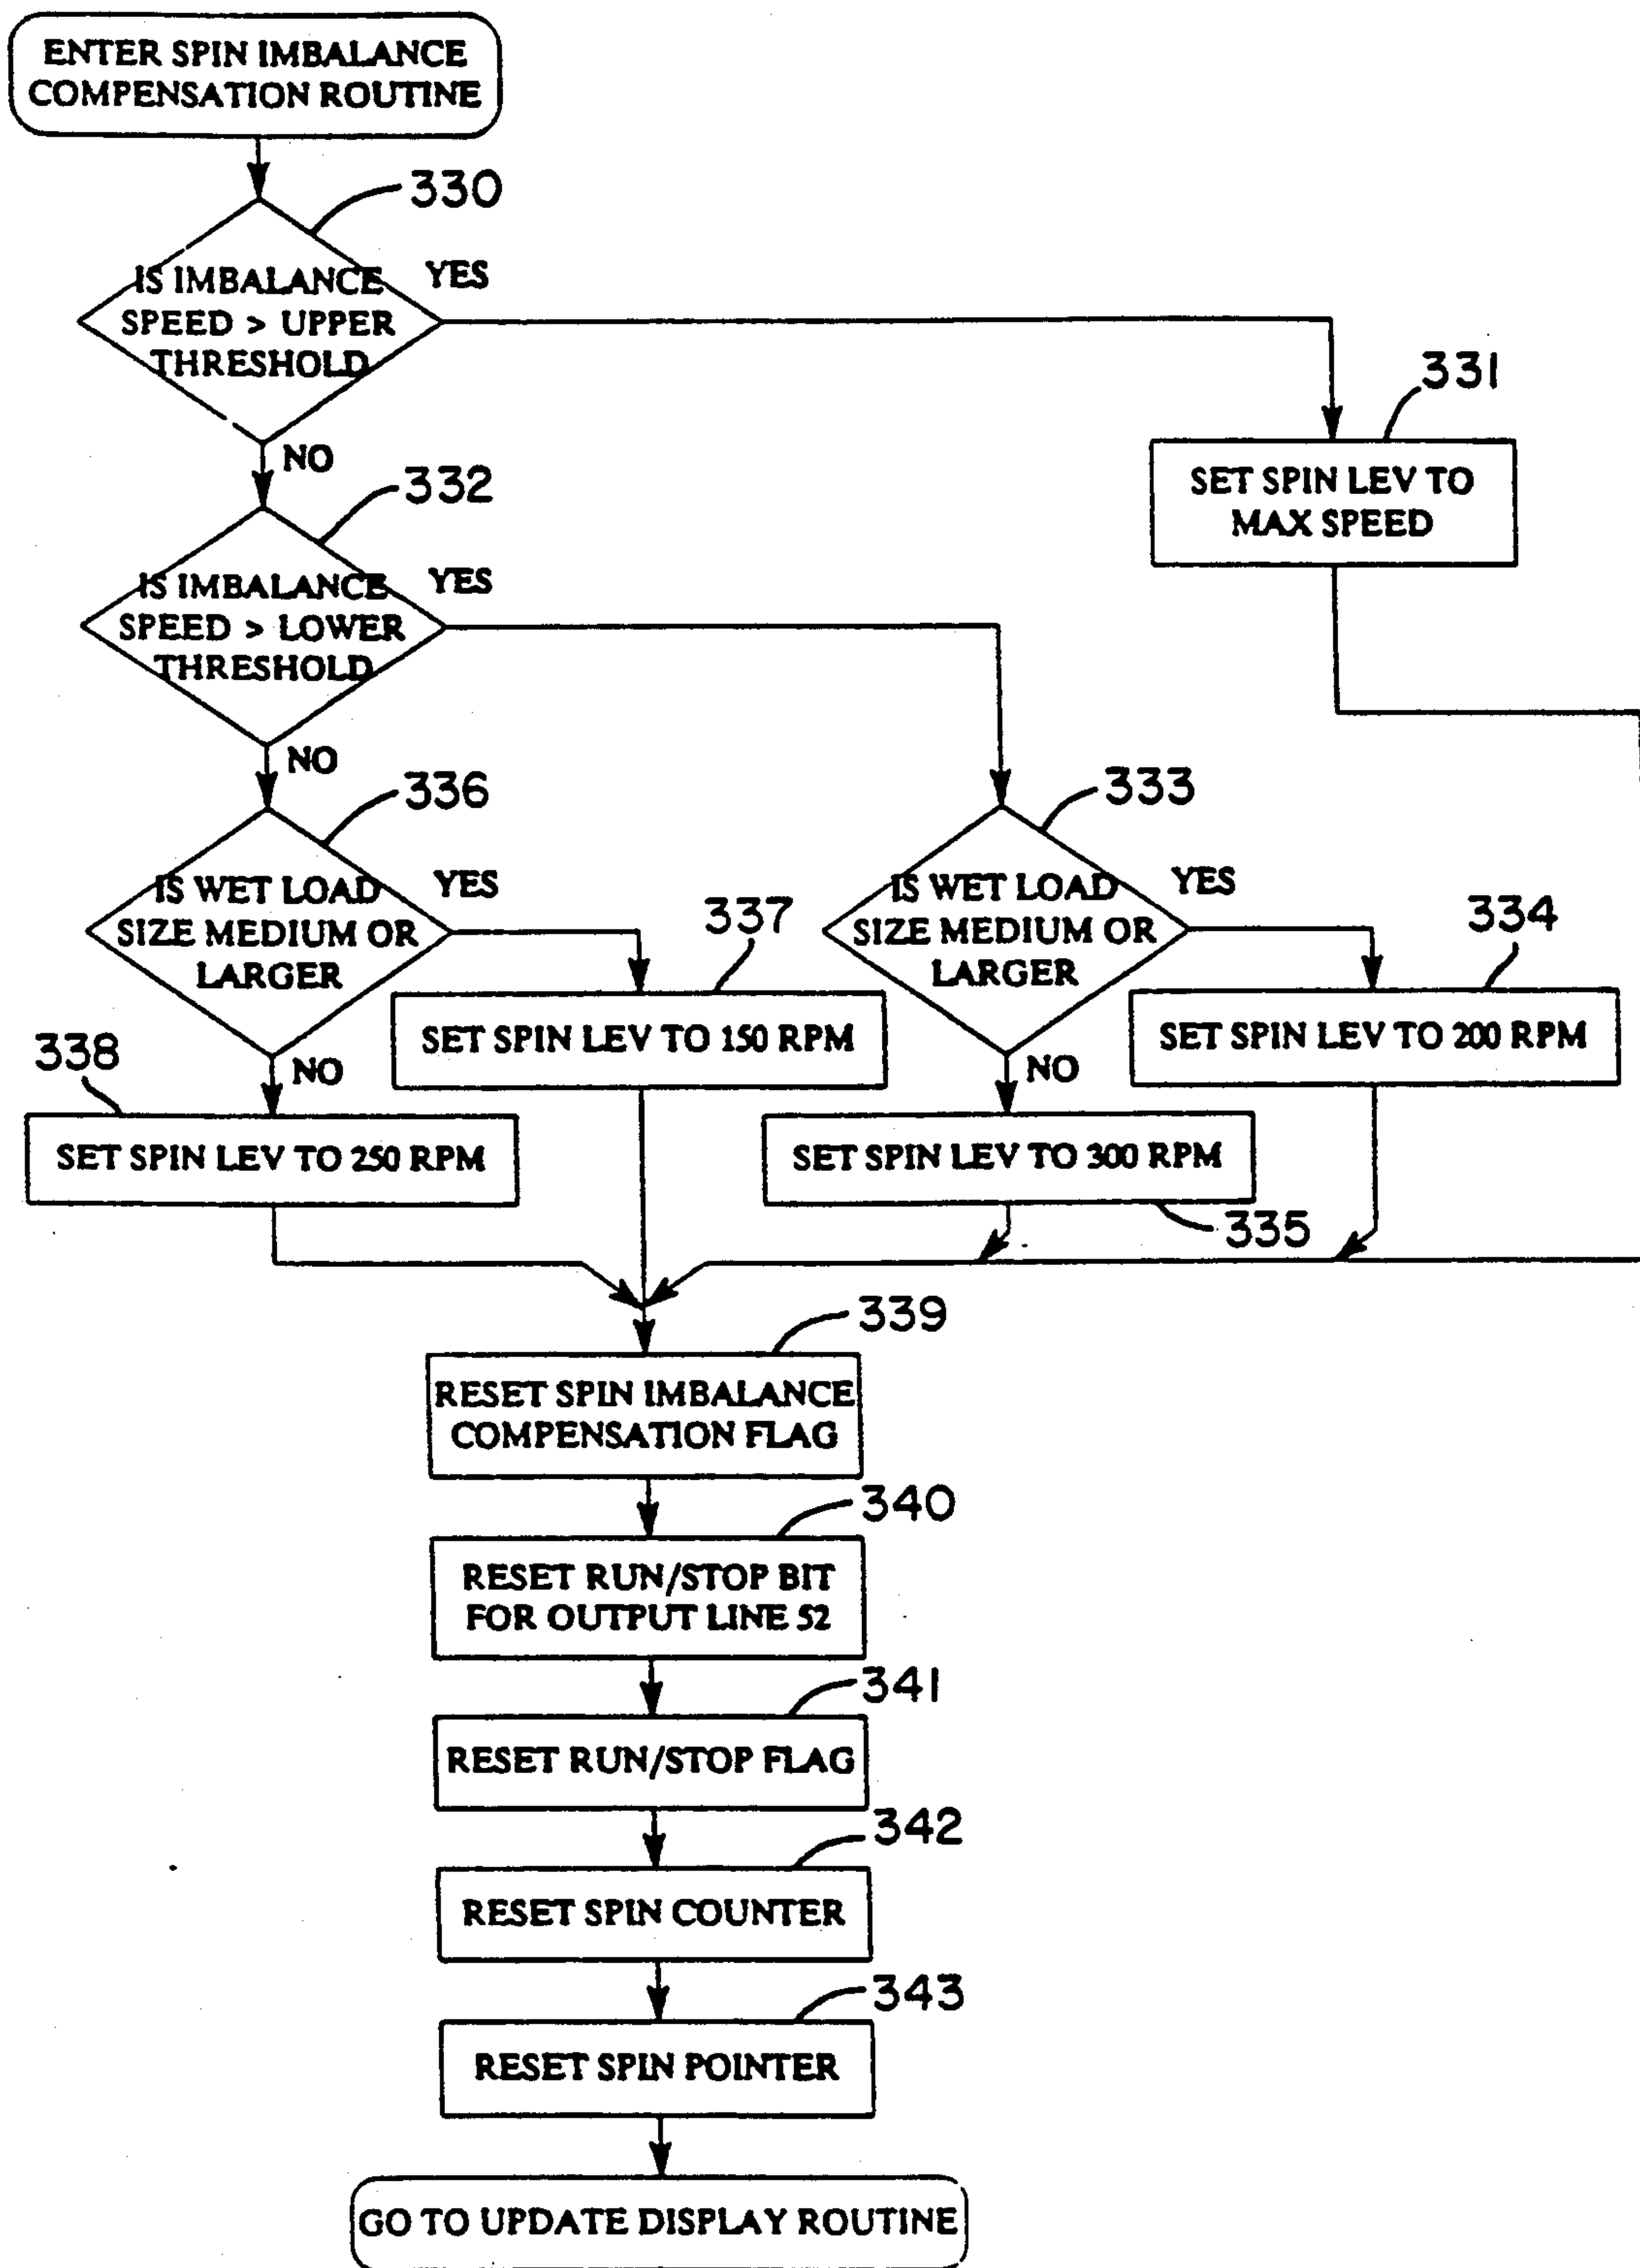 ENTER SPIN IMBALANCE
COMPENSATION ROUTINE
330
IS IMBALANCE
SPEED > UPPER
THRESHOLD
YES
NO
331
SET SPIN LEV TO
MAX SPEED
332
IS IMBALANCE
SPEED > LOWER
THRESHOLD
YES
NO
336
IS WET LOAD
SIZE MEDIUM OR
LARGER
YES
NO
337
SET SPIN LEV TO 150 RPM
333
IS WET LOAD
SIZE MEDIUM OR
LARGER
YES
NO
334
SET SPIN LEV TO 200 RPM
338
SET SPIN LEV TO 250 RPM
SET SPIN LEV TO 300 RPM
335
339
RESET SPIN IMBALANCE
COMPENSATION FLAG
340
RESET RUN/STOP BIT
FOR OUTPUT LINE 52
341
RESET RUN/STOP FLAG
342
RESET SPIN COUNTER
343
RESET SPIN POINTER
GO TO UPDATE DISPLAY ROUTINE